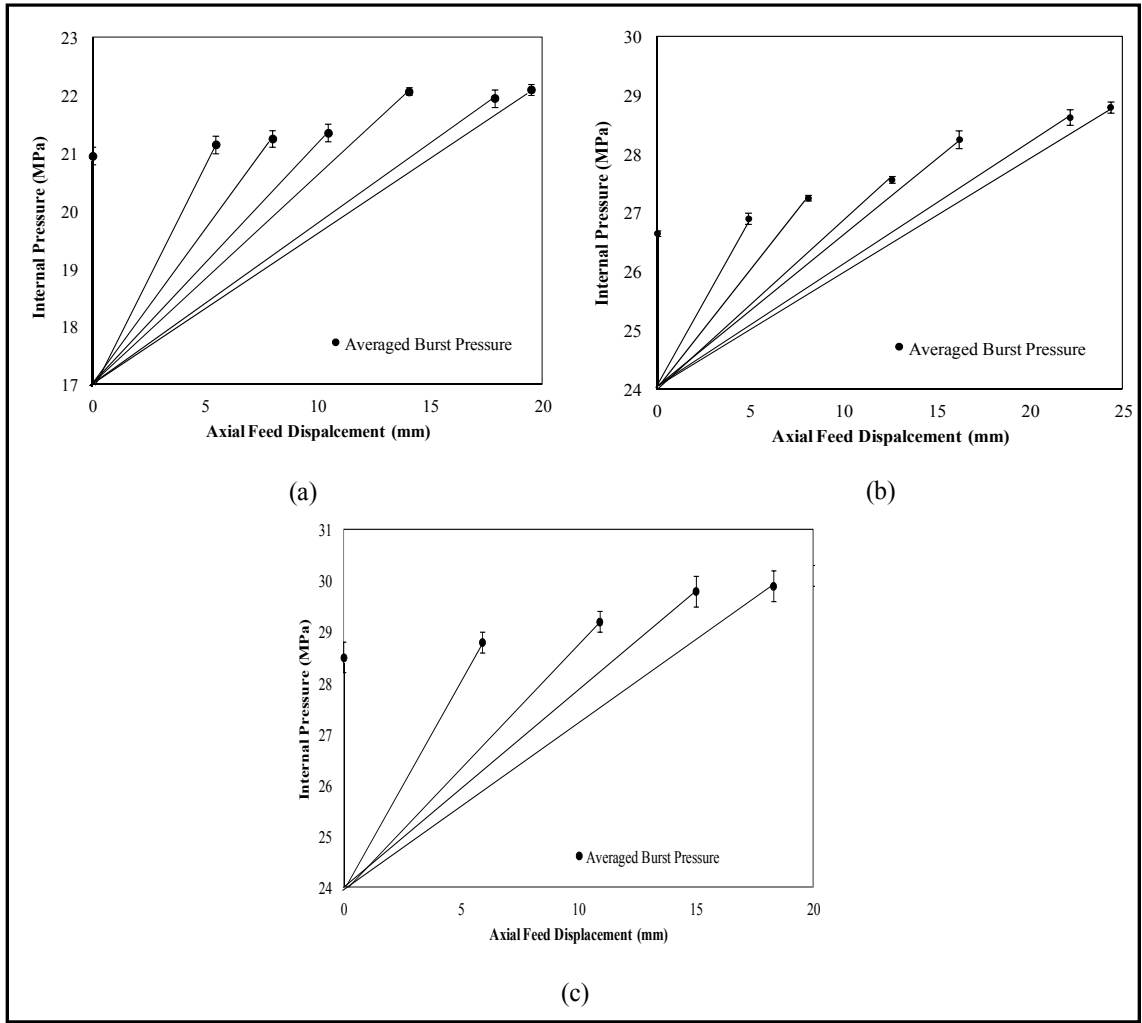 23
22
21
20
19
18
17
Internal Pressure (MPa)
Averaged Burst Pressure
0 5 10 15 20
Axial Feed Dispalcement (mm)
(a)
30
29
28
27
26
25
24
Internal Pressure (MPa)
Averaged Burst Pressure
0 5 10 15 20 25
Axial Feed Dispalcement (mm)
(b)
31
30
29
28
27
26
25
24
Internal Pressure (MPa)
Averaged Burst Pressure
0 5 10 15 20
Axial Feed Displacement (mm)
(c)